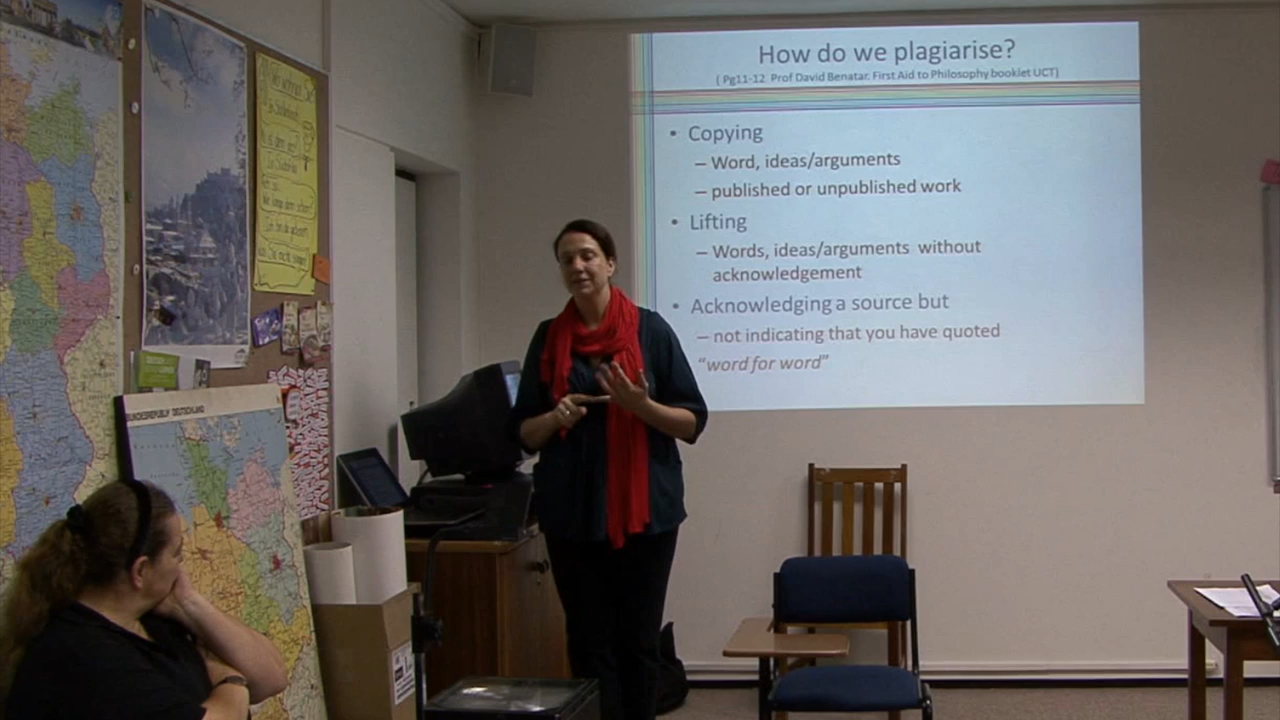 How do we plagiarise?
( Pg11-12 Prof David Benatar. First Aid to Philosophy booklet UCT)
• Copying
– Word, ideas/arguments
– published or unpublished work
• Lifting
– Words, ideas/arguments without
acknowledgement
• Acknowledging a source but
– not indicating that you have quoted
"word for word"
BUNDESREPUBLIK DEUTSCHLAND